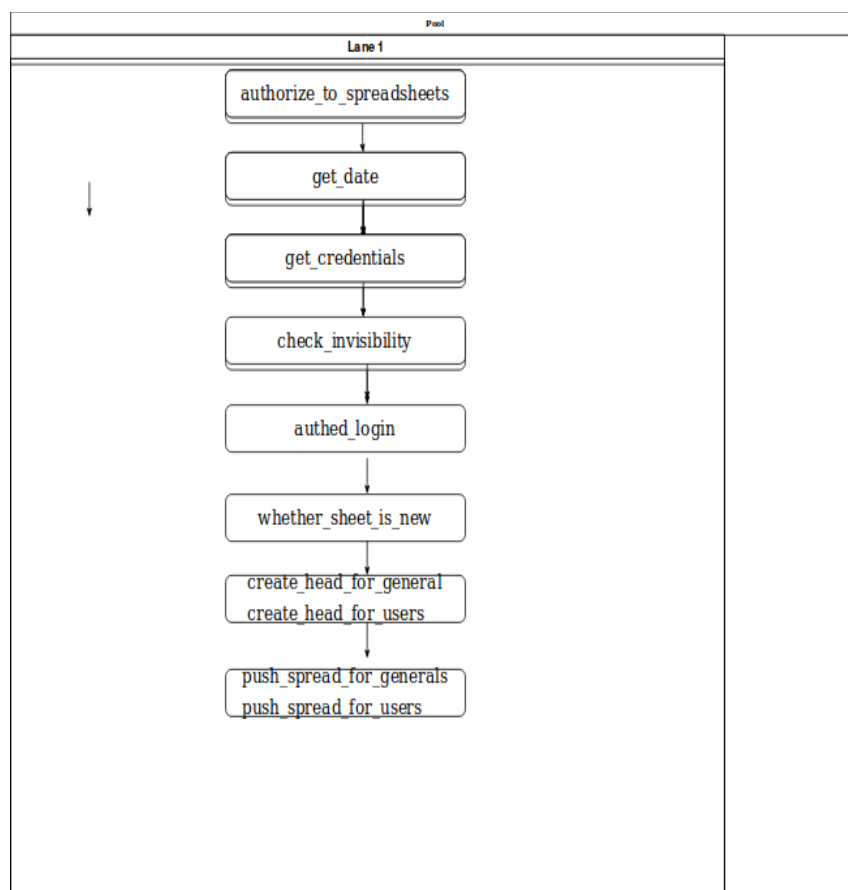 Pool
Lane 1
authorize_to_spreadsheets
get_date
get_credentials
check_invisibility
authed_login
whether_sheet_is_new
create_head_for_general
create_head_for_users
push_spread_for_generals
push_spread_for_users